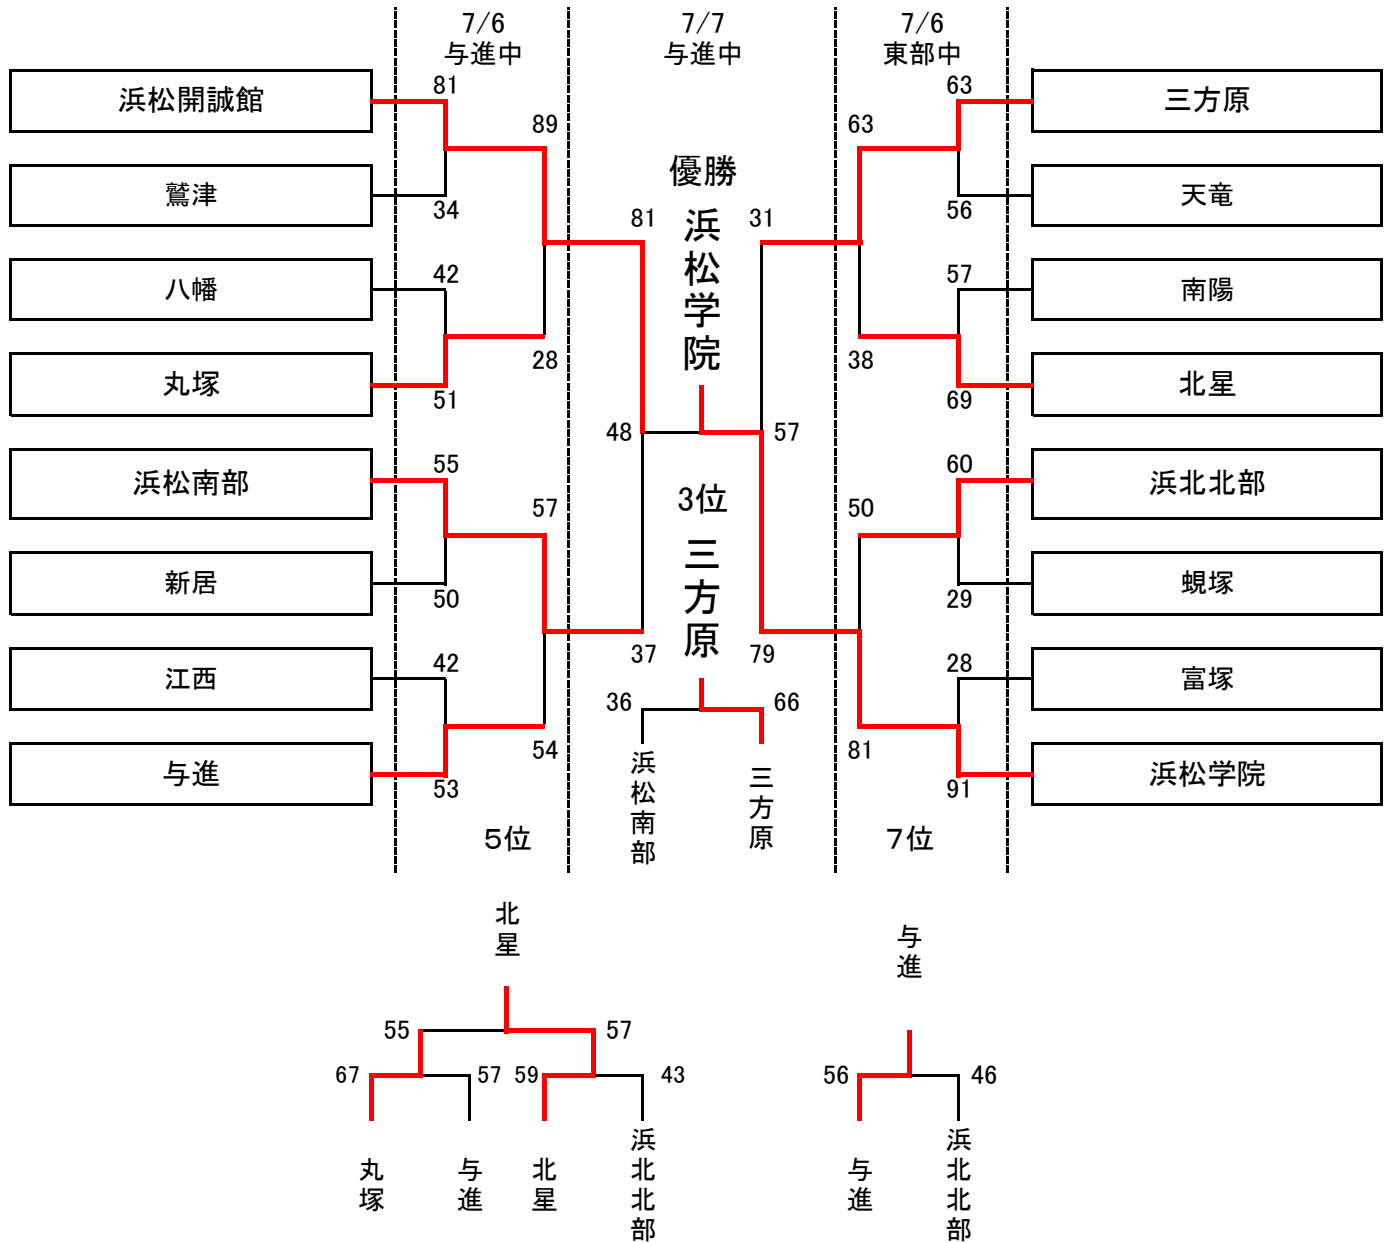 7/6
与進中
7/7
与進中
7/6
東部中
浜松開誠館
81
34
鷲津
八幡
42
51
丸塚
89
28
浜松南部
55
50
新居
江西
42
53
与進
57
54
81
37
48
優勝
浜松学院
57
31
79
3位
三方原
36
66
浜松南部
三方原
三方原
63
56
天竜
南陽
57
69
北星
63
38
浜北北部
60
29
蜆塚
富塚
28
91
浜松学院
50
81
5位
北星
55
57
67
57
59
43
丸塚
与進
北星
浜北北部
7位
与進
56
46
与進
浜北北部